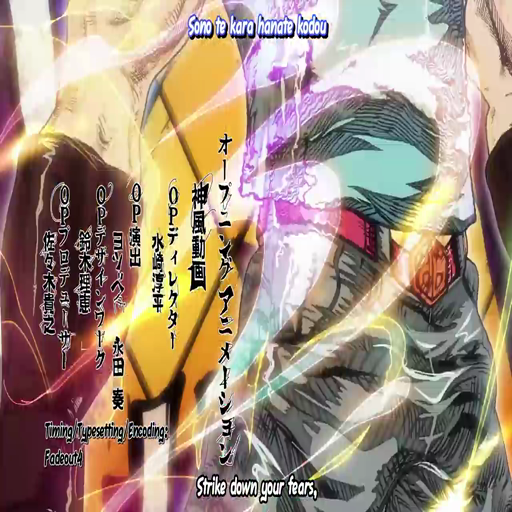 Sono te kara hanate kodou
オープニングアニメーション
神風動画
OPディレクター
水崎淳平
OP演出
ヨソベイ 永田 奏
OPデザインワーク
鈴木理恵
OPプロデューサー
佐々木貴之
Timing/Typesetting/Encoding:
Fadeout4
Strike down your fears,